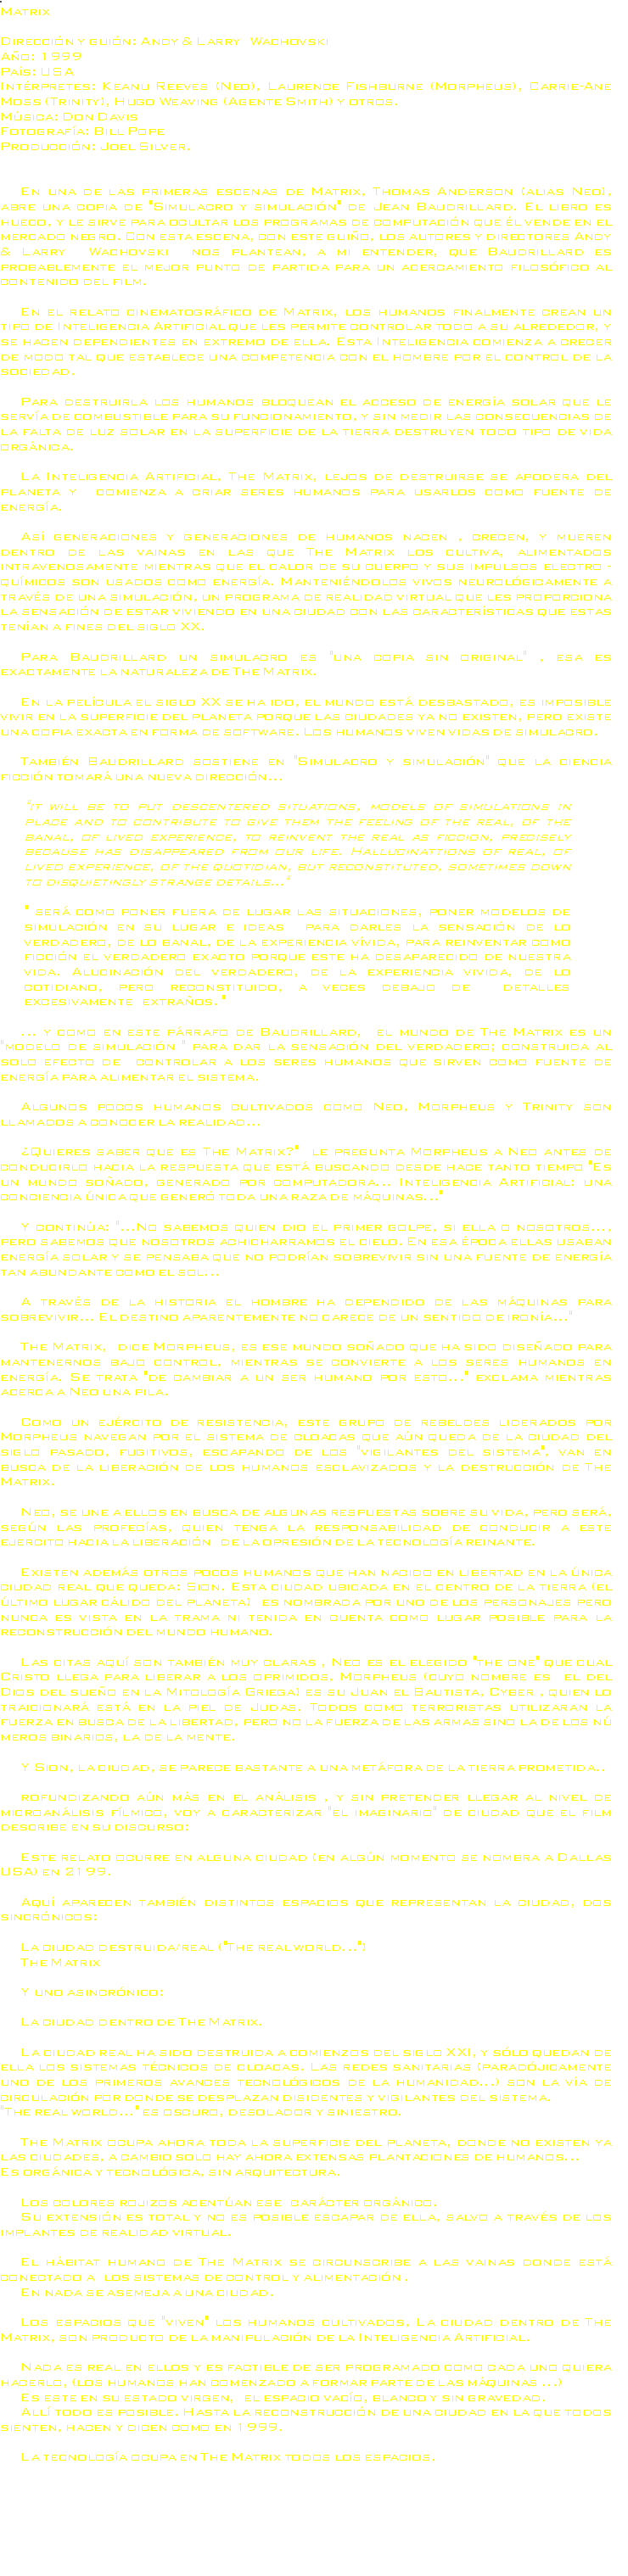 Matrix
Dirección y guión: Andy & Larry Wachovski
Año: 1999
País: USA
Intérpretes: Keanu Reeves (Neo), Laurence Fishburne (Morpheus), Carrie-Ane
Moss (Trinity), Hugo Weaving (Agente Smith) y otros.
Música: Don Davis
Fotografía: Bill Pope
Producción: Joel Silver.
En una de las primeras escenas de Matrix, Thomas Anderson (alias Neo),
abre una copia de "Simulacro y simulación" de Jean Baudrillard. El libro es
hueco, y le sirve para ocultar los programas de computación que él vende en el
mercado negro. Con esta escena, con este guiño, los autores y directores Andy
& Larry Wachovski nos plantean, a mi entender, que Baudrillard es
probablemente el mejor punto de partida para un acercamiento filosófico al
contenido del film.
En el relato cinematográfico de Matrix, los humanos finalmente crean un
tipo de Inteligencia Artificial que les permite controlar todo a su alrededor, y
se hacen dependientes en extremo de ella. Esta Inteligencia comienza a crecer
de modo tal que establece una competencia con el hombre por el control de la
sociedad.
Para destruirla los humanos bloquean el acceso de energía solar que le
servía de combustible para su funcionamiento, y sin medir las consecuencias de
la falta de luz solar en la superficie de la tierra destruyen todo tipo de vida
orgánica.
La Inteligencia Artificial, The Matrix, lejos de destruirse se apodera del
planeta y comienza a criar seres humanos para usarlos como fuente de
energía.
Así generaciones y generaciones de humanos nacen , crecen, y mueren
dentro de las vainas en las que The Matrix los cultiva, alimentados
intravenosamente mientras que el calor de su cuerpo y sus impulsos electro -
químicos son usados como energía. Manteniéndolos vivos neurológicamente a
través de una simulación, un programa de realidad virtual que les proporciona
la sensación de estar viviendo en una ciudad con las características que estas
tenían a fines del siglo XX.
Para Baudrillard un simulacro es "una copia sin original" , esa es
exactamente la naturaleza de The Matrix.
En la película el siglo XX se ha ido, el mundo está desbastado, es imposible
vivir en la superficie del planeta porque las ciudades ya no existen, pero existe
una copia exacta en forma de software. Los humanos viven vidas de simulacro.
También Baudrillard sostiene en "Simulacro y simulación" que la ciencia
ficción tomará una nueva dirección...
"It will be to put descentered situations, models of simulations in
place and to contribute to give them the feeling of the real, of the
banal, of lived experience, to reinvent the real as ficcion, precisely
because has disappeared from our life. Hallucinattions of real, of
lived experience, of the quotidian, but reconstituted, sometimes down
to disquietingly strange details..."
" será como poner fuera de lugar las situaciones, poner modelos de
simulación en su lugar e ideas para darles la sensación de lo
verdadero, de lo banal, de la experiencia vívida, para reinventar como
ficción el verdadero exacto porque este ha desaparecido de nuestra
vida. Alucinación del verdadero, de la experiencia vivida, de lo
cotidiano, pero reconstituido, a veces debajo de detalles
excesivamente extraños. "
... y como en este párrafo de Baudrillard, el mundo de The Matrix es un
"modelo de simulación " para dar la sensación del verdadero; construida al
solo efecto de controlar a los seres humanos que sirven como fuente de
energía para alimentar el sistema.
Algunos pocos humanos cultivados como Neo, Morpheus y Trinity son
llamados a conocer la realidad...
¿Quieres saber que es The Matrix?" le pregunta Morpheus a Neo antes de
conducirlo hacia la respuesta que está buscando desde hace tanto tiempo "Es
un mundo soñado, generado por computadora... Inteligencia Artificial: una
conciencia única que generó toda una raza de máquinas..."
Y continúa: "...No sabemos quien dio el primer golpe, si ella o nosotros...,
pero sabemos que nosotros achicharramos el cielo. En esa época ellas usaban
energía solar y se pensaba que no podrían sobrevivir sin una fuente de energía
tan abundante como el sol...
A través de la historia el hombre ha dependido de las máquinas para
sobrevivir... El destino aparentemente no carece de un sentido de ironía..."
The Matrix, dice Morpheus, es ese mundo soñado que ha sido diseñado para
mantenernos bajo control, mientras se convierte a los seres humanos en
energía. Se trata "de cambiar a un ser humano por esto..." exclama mientras
acerca a Neo una pila.
Como un ejército de resistencia, este grupo de rebeldes liderados por
Morpheus navegan por el sistema de cloacas que aún queda de la ciudad del
siglo pasado, fugitivos, escapando de los "vigilantes del sistema", van en
busca de la liberación de los humanos esclavizados y la destrucción de The
Matrix.
Neo, se une a ellos en busca de algunas respuestas sobre su vida, pero será,
según las profecías, quien tenga la responsabilidad de conducir a este
ejercito hacia la liberación de la opresión de la tecnología reinante.
Existen además otros pocos humanos que han nacido en libertad en la única
ciudad real que queda: Sion. Esta ciudad ubicada en el centro de la tierra (el
último lugar cálido del planeta) es nombrada por uno de los personajes pero
nunca es vista en la trama ni tenida en cuenta como lugar posible para la
reconstrucción del mundo humano.
Las citas aquí son también muy claras , Neo es el elegido "the one" que cual
Cristo llega para liberar a los oprimidos, Morpheus (cuyo nombre es el del
Dios del sueño en la Mitología Griega) es su Juan el Bautista, Cyber , quien lo
traicionará está en la piel de Judas. Todos como terroristas utilizaran la
fuerza en busca de la libertad, pero no la fuerza de las armas sino la de los nú
meros binarios, la de la mente.
Y Sion, la ciudad, se parece bastante a una metáfora de la tierra prometida..
rofundizando aún más en el análisis , y sin pretender llegar al nivel de
microanálisis fílmico, voy a caracterizar "el imaginario" de ciudad que el film
describe en su discurso:
Este relato ocurre en alguna ciudad (en algún momento se nombra a Dallas
USA) en 2199.
Aquí aparecen también distintos espacios que representan la ciudad, dos
sincrónicos:
La ciudad destruida/real ("The real world...")
The Matrix
Y uno asincrónico:
La ciudad dentro de The Matrix.
La ciudad real ha sido destruida a comienzos del siglo XXI, y sólo quedan de
ella los sistemas técnicos de cloacas. Las redes sanitarias (paradójicamente
uno de los primeros avances tecnológicos de la humanidad...) son la vía de
circulación por donde se desplazan disidentes y vigilantes del sistema.
"The real world..." es oscuro, desolador y siniestro.
The Matrix ocupa ahora toda la superficie del planeta, donde no existen ya
las ciudades, a cambio solo hay ahora extensas plantaciones de humanos...
Es orgánica y tecnológica, sin arquitectura.
Los colores rojizos acentúan ese carácter orgánico.
Su extensión es total y no es posible escapar de ella, salvo a través de los
implantes de realidad virtual.
El hábitat humano de The Matrix se circunscribe a las vainas donde está
conectado a los sistemas de control y alimentación .
En nada se asemeja a una ciudad.
Los espacios que "viven" los humanos cultivados, La ciudad dentro de The
Matrix, son producto de la manipulación de la Inteligencia Artificial.
Nada es real en ellos y es factible de ser programado como cada uno quiera
hacerlo, (los humanos han comenzado a formar parte de las máquinas ...)
Es este en su estado virgen, el espacio vacío, blanco y sin gravedad.
Allí todo es posible. Hasta la reconstrucción de una ciudad en la que todos
sienten, hacen y dicen como en 1999.
La tecnología ocupa en The Matrix todos los espacios.